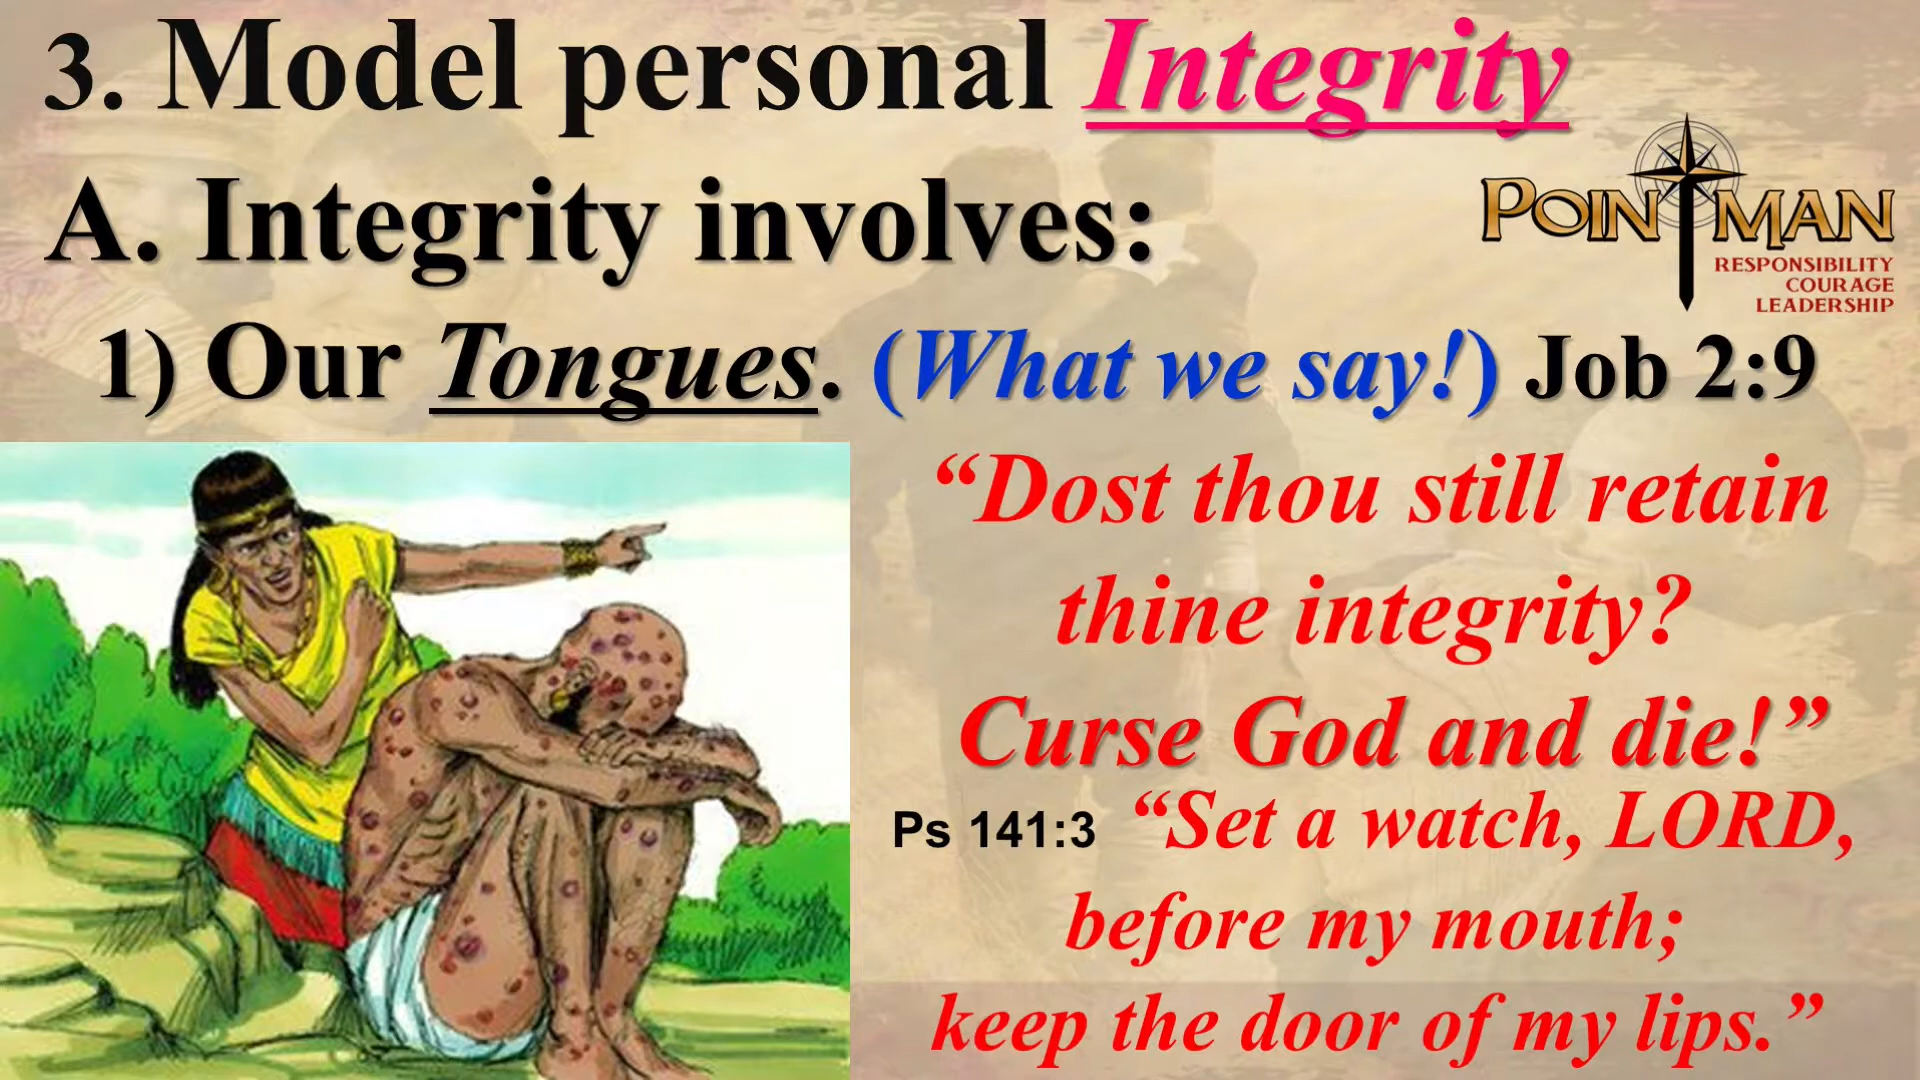 3. Model personal Integrity
A. Integrity involves:
POINTMAN
RESPONSIBILITY
COURAGE
LEADERSHIP
1) Our Tongues. (What we say!) Job 2:9
“Dost thou still retain
thine integrity?
Curse God and die!”
Ps 141:3 “Set a watch, LORD,
before my mouth;
keep the door of my lips.”